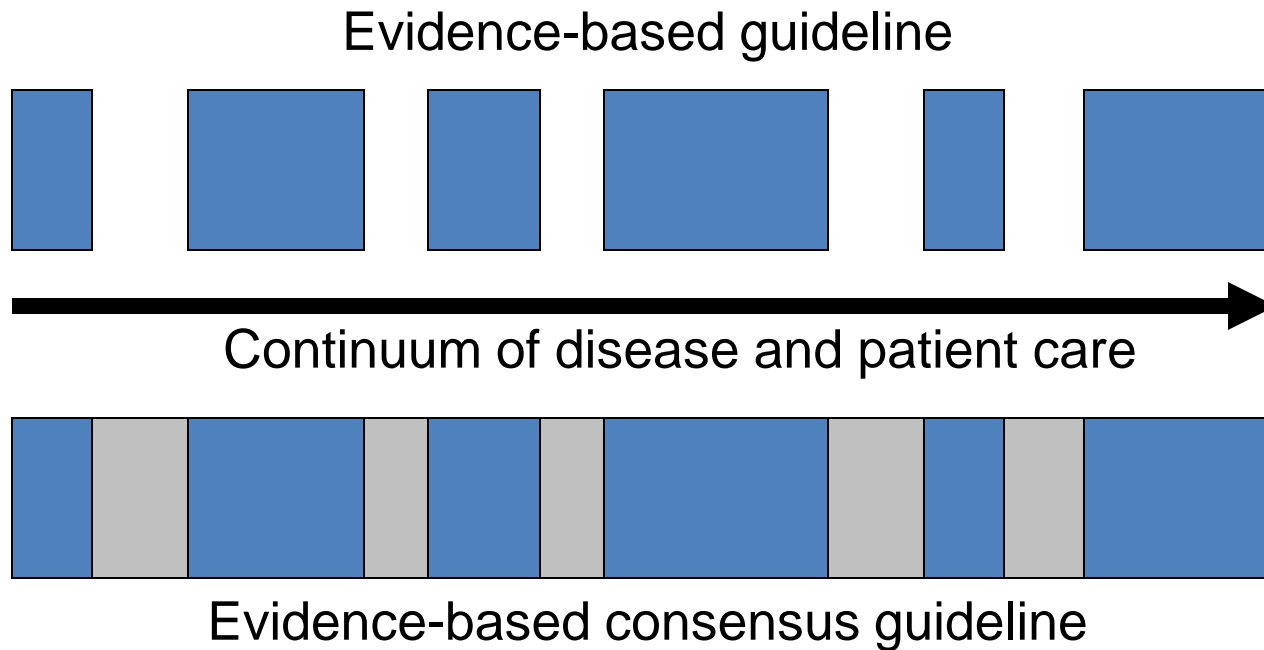 Evidence-based guideline
Continuum of disease and patient care
Evidence-based consensus guideline